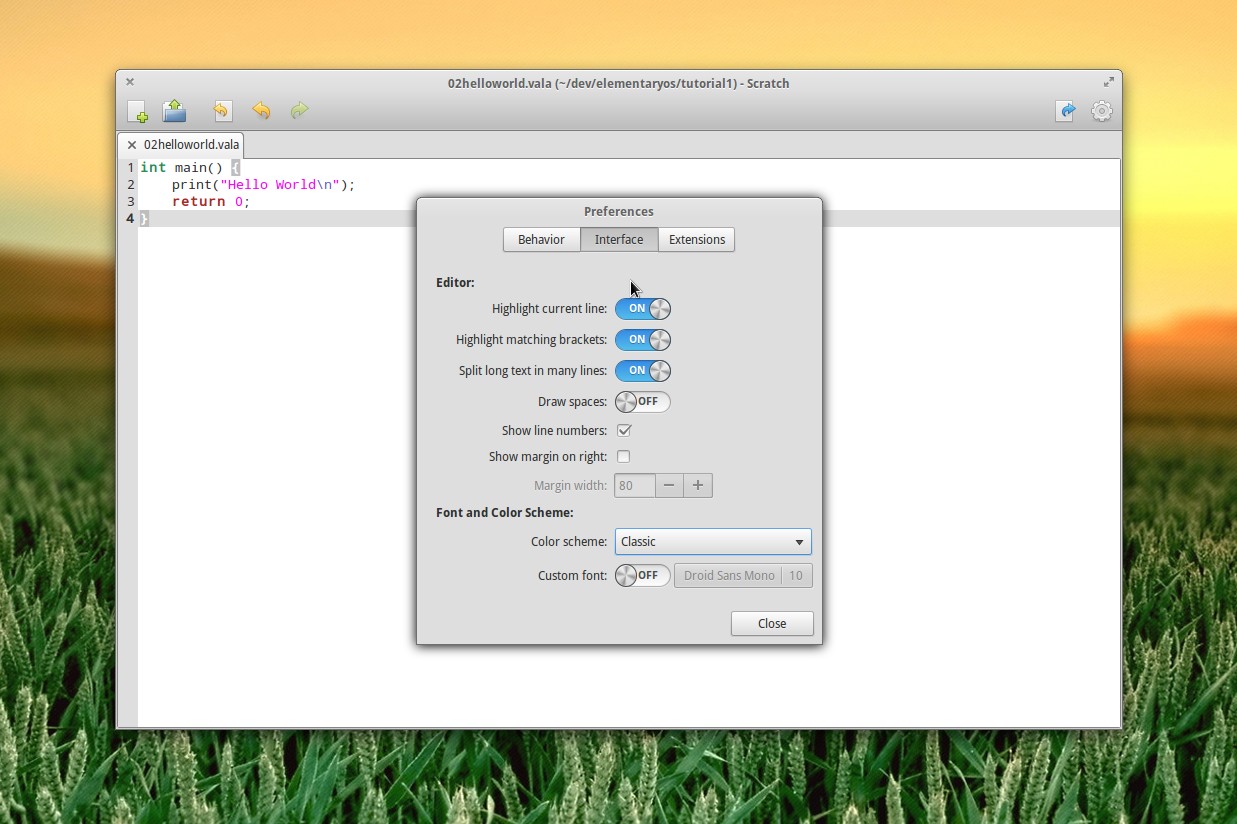 02helloworld.vala (~/dev/elementaryos/tutorial1) - Scratch
02helloworld.vala
1 int main() {
2     print("Hello World\n");
3     return 0;
4 }
Preferences
Behavior Interface Extensions
Editor:
Highlight current line: ON
Highlight matching brackets: ON
Split long text in many lines: ON
Draw spaces: OFF
Show line numbers:
Show margin on right:
Margin width: 80 − +
Font and Color Scheme:
Color scheme: Classic
Custom font: OFF Droid Sans Mono 10
Close